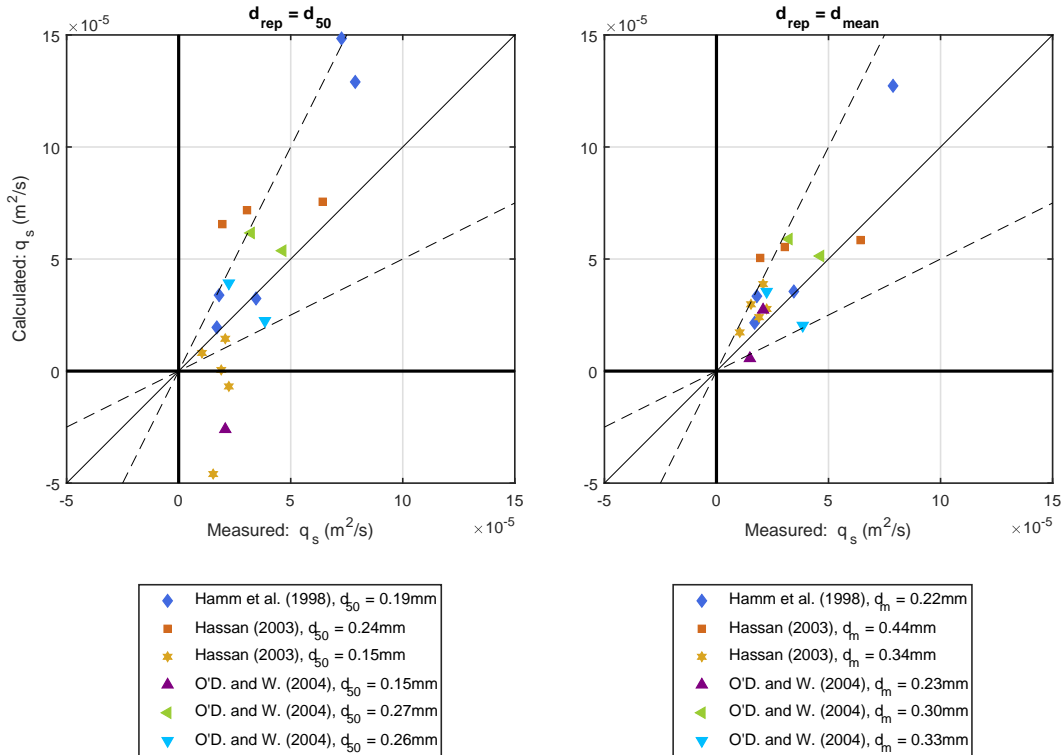 d_rep = d_50
×10^-5
15
10
5
0
-5
Calculated: q_s (m^2/s)
-5
0
5
10
15
Measured: q_s (m^2/s)
×10^-5
d_rep = d_mean
×10^-5
15
10
5
0
-5
-5
0
5
10
15
Measured: q_s (m^2/s)
×10^-5
Hamm et al. (1998), d_50 = 0.19mm
Hassan (2003), d_50 = 0.24mm
Hassan (2003), d_50 = 0.15mm
O'D. and W. (2004), d_50 = 0.15mm
O'D. and W. (2004), d_50 = 0.27mm
O'D. and W. (2004), d_50 = 0.26mm
Hamm et al. (1998), d_m = 0.22mm
Hassan (2003), d_m = 0.44mm
Hassan (2003), d_m = 0.34mm
O'D. and W. (2004), d_m = 0.23mm
O'D. and W. (2004), d_m = 0.30mm
O'D. and W. (2004), d_m = 0.33mm